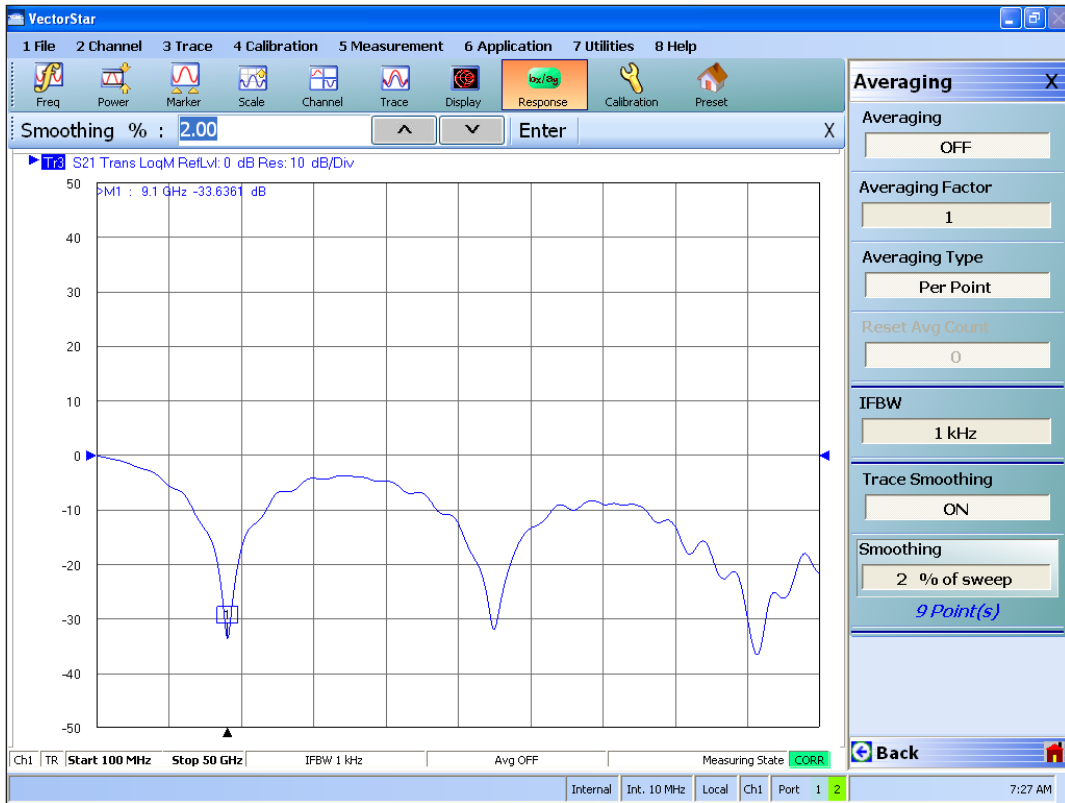 VectorStar
1 File 2 Channel 3 Trace 4 Calibration 5 Measurement 6 Application 7 Utilities 8 Help
Freq Power Marker Scale Channel Trace Display bx/ay Response Calibration Preset
Smoothing % : 2.00 Enter X
Tr3 S21 Trans LogM RefLvl: 0 dB Res: 10 dB/Div
>M1 : 9.1 GHz -33.6361 dB
50
40
30
20
10
0
-10
-20
-30
-40
-50
1
Ch1 TR Start 100 MHz Stop 50 GHz IFBW 1 kHz Avg OFF Measuring State CORR
Averaging X
Averaging
OFF
Averaging Factor
1
Averaging Type
Per Point
Reset Avg Count
0
IFBW
1 kHz
Trace Smoothing
ON
Smoothing
2 % of sweep
9 Point(s)
Back
Internal Int. 10 MHz Local Ch1 Port 1 2 7:27 AM